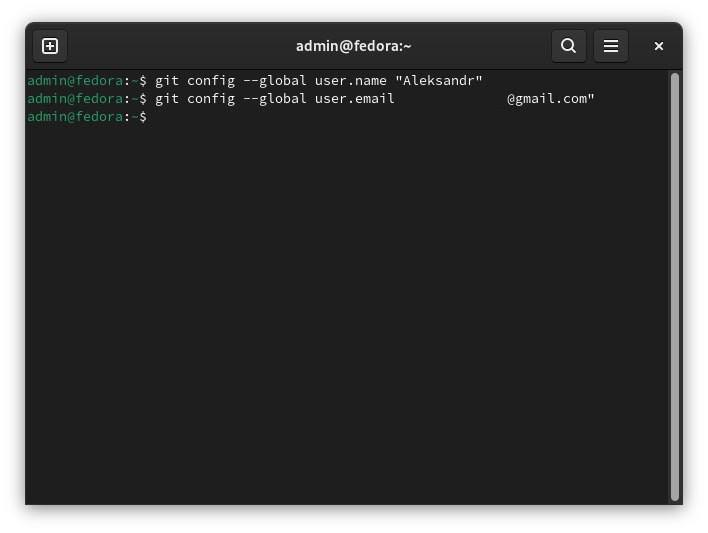 admin@fedora:~
admin@fedora:~$ git config --global user.name "Aleksandr"
admin@fedora:~$ git config --global user.email @gmail.com"
admin@fedora:~$